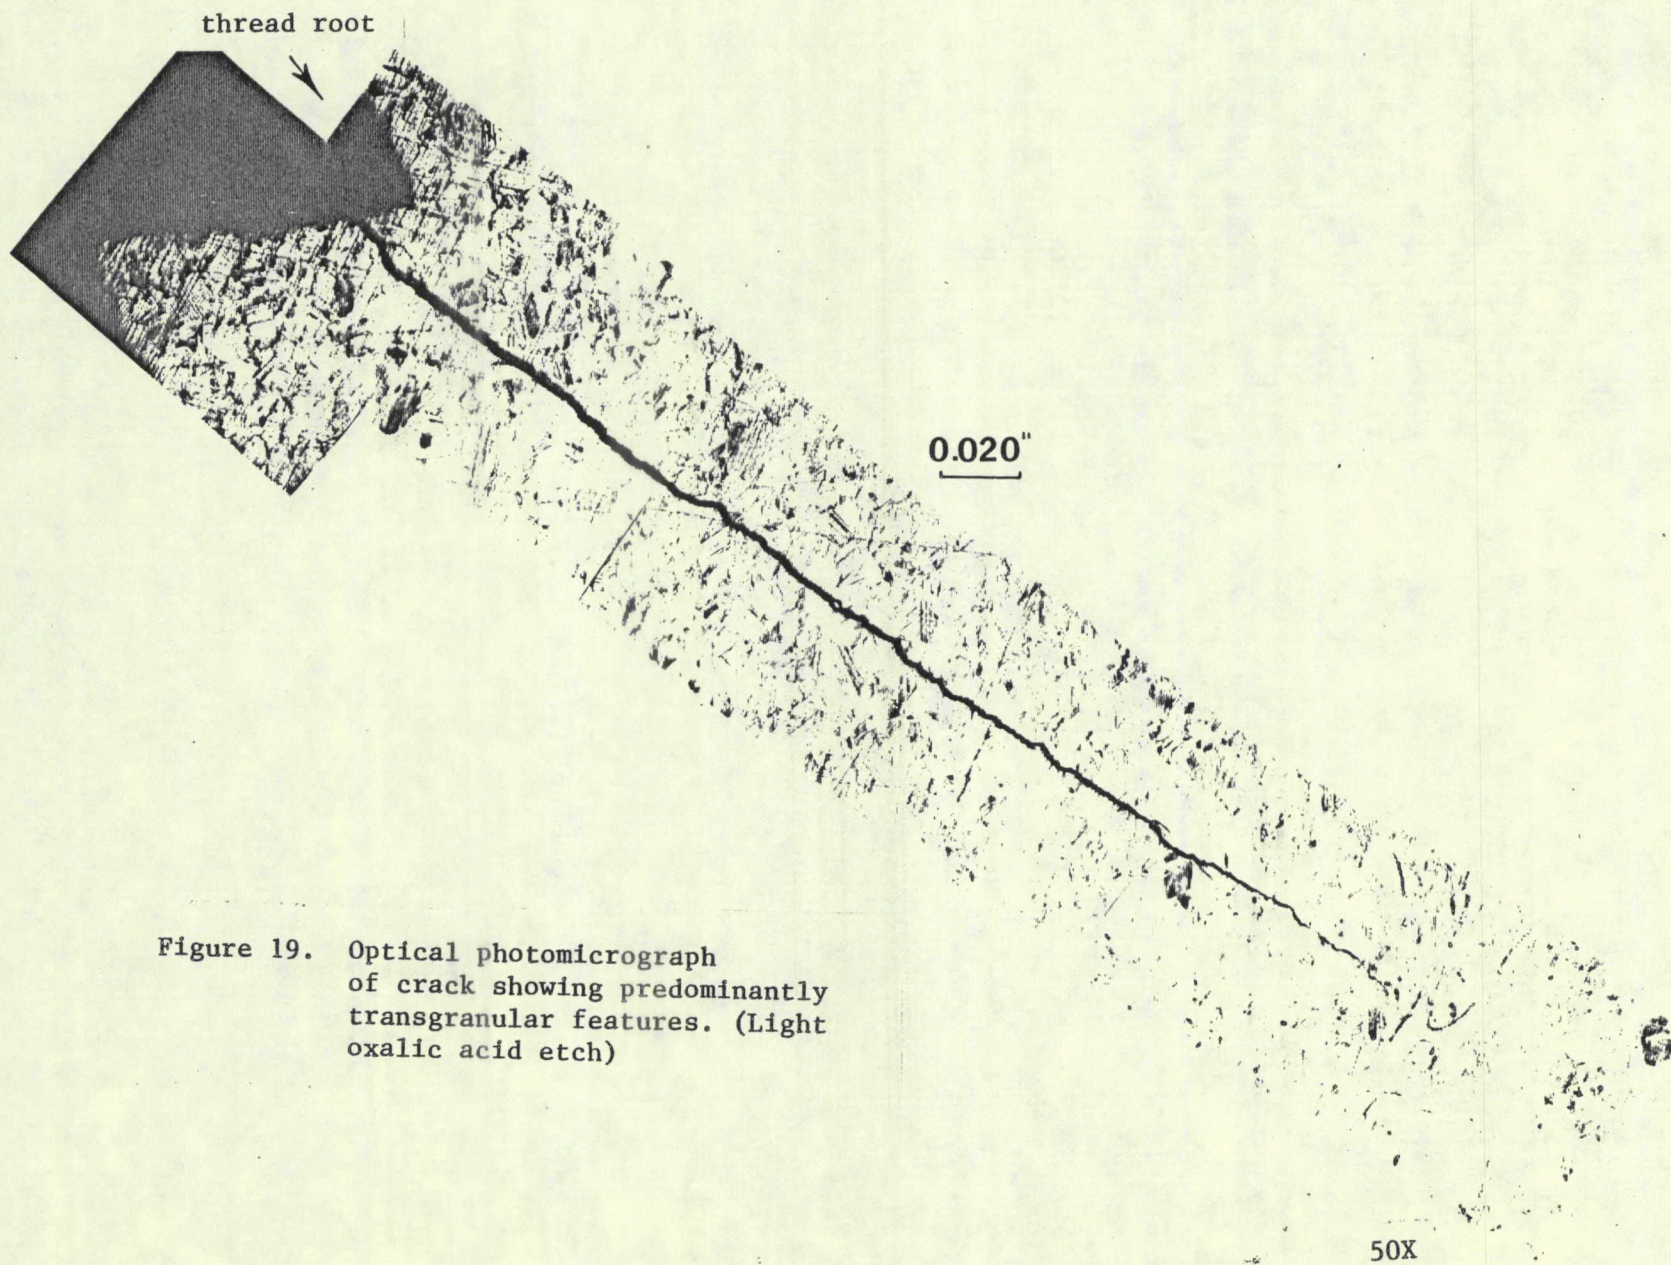 thread root
0.020"
Figure 19. Optical photomicrograph
of crack showing predominantly
transgranular features. (Light
oxalic acid etch)
50X